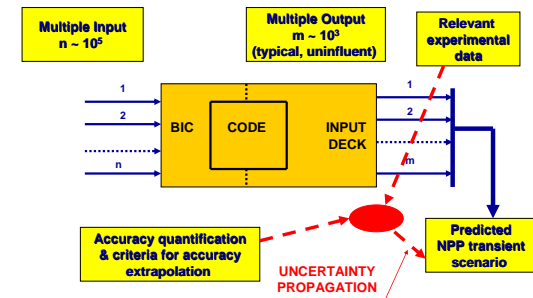 Multiple Input
n ~ 10⁵
Multiple Output
m ~ 10³
(typical, uninfluent)
Relevant
experimental
data
1
2
n
BIC
CODE
INPUT
DECK
1
2
m
Accuracy quantification
& criteria for accuracy
extrapolation
UNCERTAINTY
PROPAGATION
Predicted
NPP transient
scenario